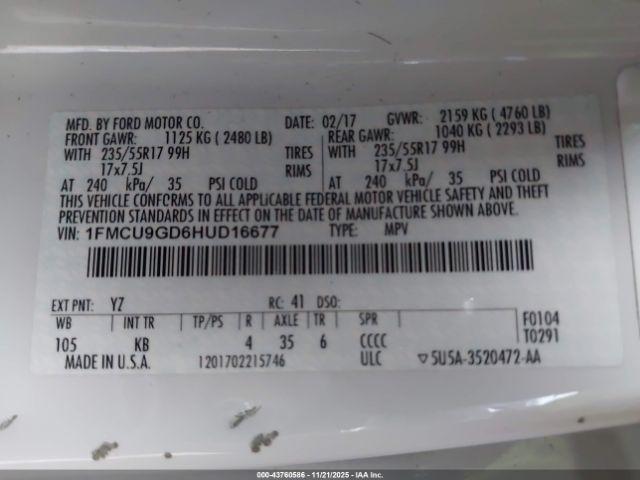 MFD. BY FORD MOTOR CO. DATE: 02/17 GVWR: 2159 KG ( 4760 LB)
FRONT GAWR: 1125 KG ( 2480 LB) REAR GAWR: 1040 KG ( 2293 LB)
WITH 235/55R17 99H TIRES WITH 235/55R17 99H TIRES
17x7.5J RIMS 17x7.5J RIMS
AT 240 kPa/ 35 PSI COLD AT 240 kPa/ 35 PSI COLD
THIS VEHICLE CONFORMS TO ALL APPLICABLE FEDERAL MOTOR VEHICLE SAFETY AND THEFT
PREVENTION STANDARDS IN EFFECT ON THE DATE OF MANUFACTURE SHOWN ABOVE.
VIN: 1FMCU9GD6HUD16677 TYPE: MPV
EXT PNT: YZ RC: 41 DSO:
WB INT TR TP/PS R AXLE TR SPR F0104
105 KB 4 35 6 CCCC T0291
MADE IN U.S.A. 1201702215746 ULC ▽5U5A-3520472-AA
000-43760586 - 11/21/2025 - IAAI.COM